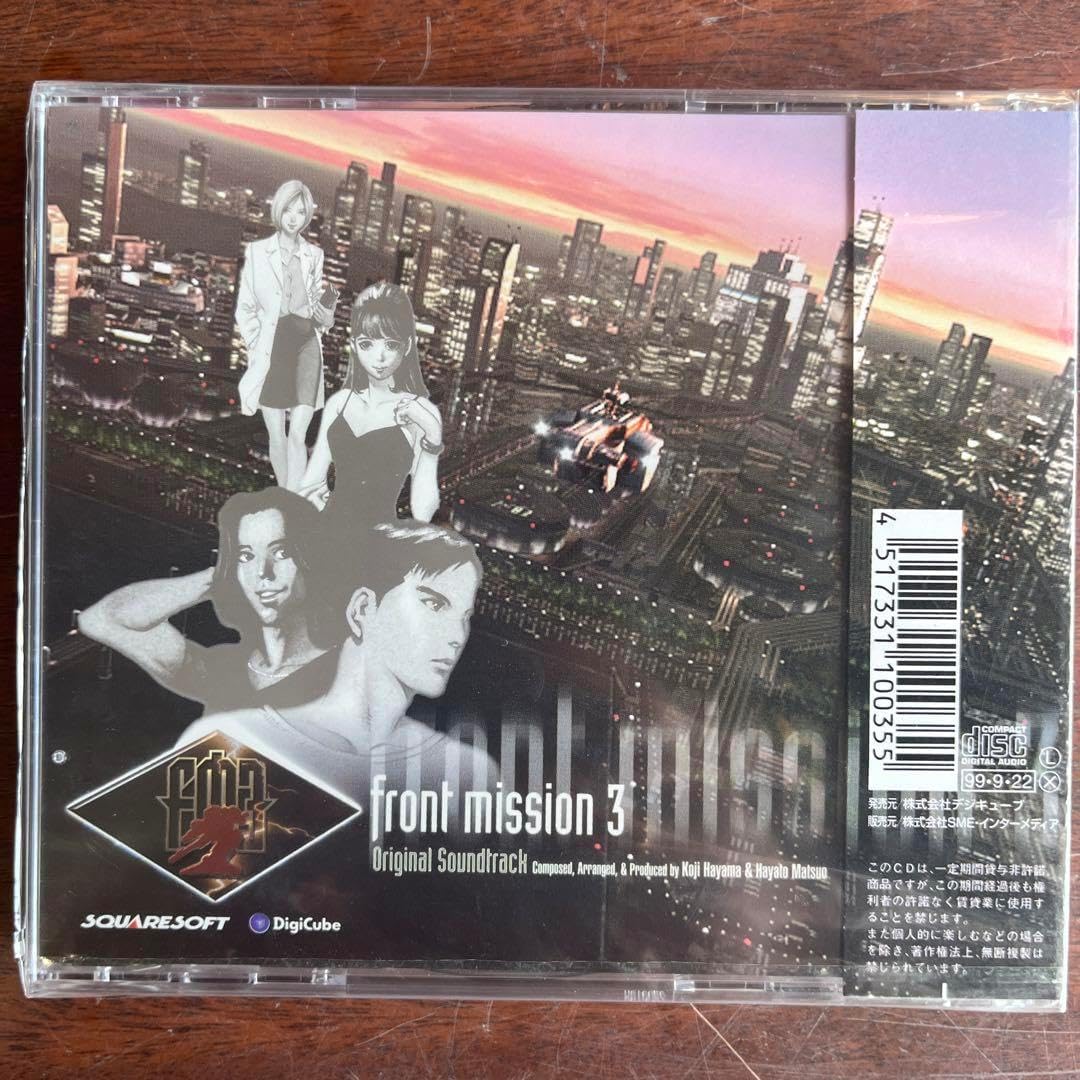 front miss
FM3
front mission 3
Original Soundtrack Composed, Arranged, & Produced by Koji Hayama & Hayato Matsuo
SQUARESOFT
DigiCube
4 517331 100355
COMPACT
disc
DIGITAL AUDIO
L
99・9・22
X
発売元/株式会社デジキューブ
販売元/株式会社SME・インターメディア
このCDは、一定期間貸与非許諾
商品ですが、この期間経過後も権
利者の許諾なく賃貸業に使用す
ることを禁じます。
また個人的に楽しむなどの場合
を除き、著作権法上、無断複製は
禁じられています。